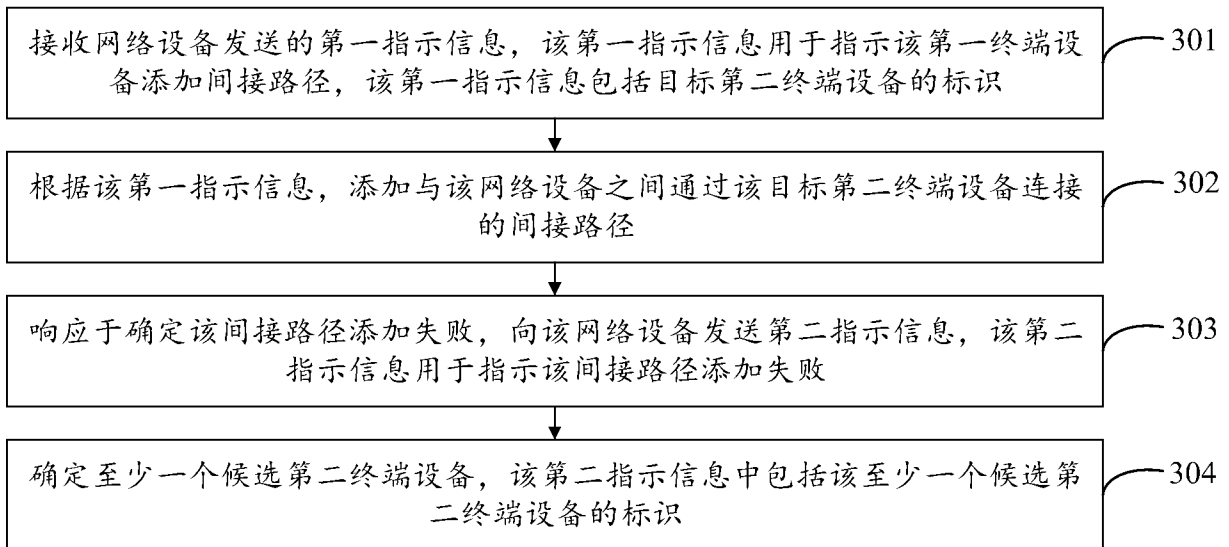 接收网络设备发送的第一指示信息，该第一指示信息用于指示该第一终端设
备添加间接路径，该第一指示信息包括目标第二终端设备的标识
301
根据该第一指示信息，添加与该网络设备之间通过该目标第二终端设备连接
的间接路径
302
响应于确定该间接路径添加失败，向该网络设备发送第二指示信息，该第二
指示信息用于指示该间接路径添加失败
303
确定至少一个候选第二终端设备，该第二指示信息中包括该至少一个候选第
二终端设备的标识
304